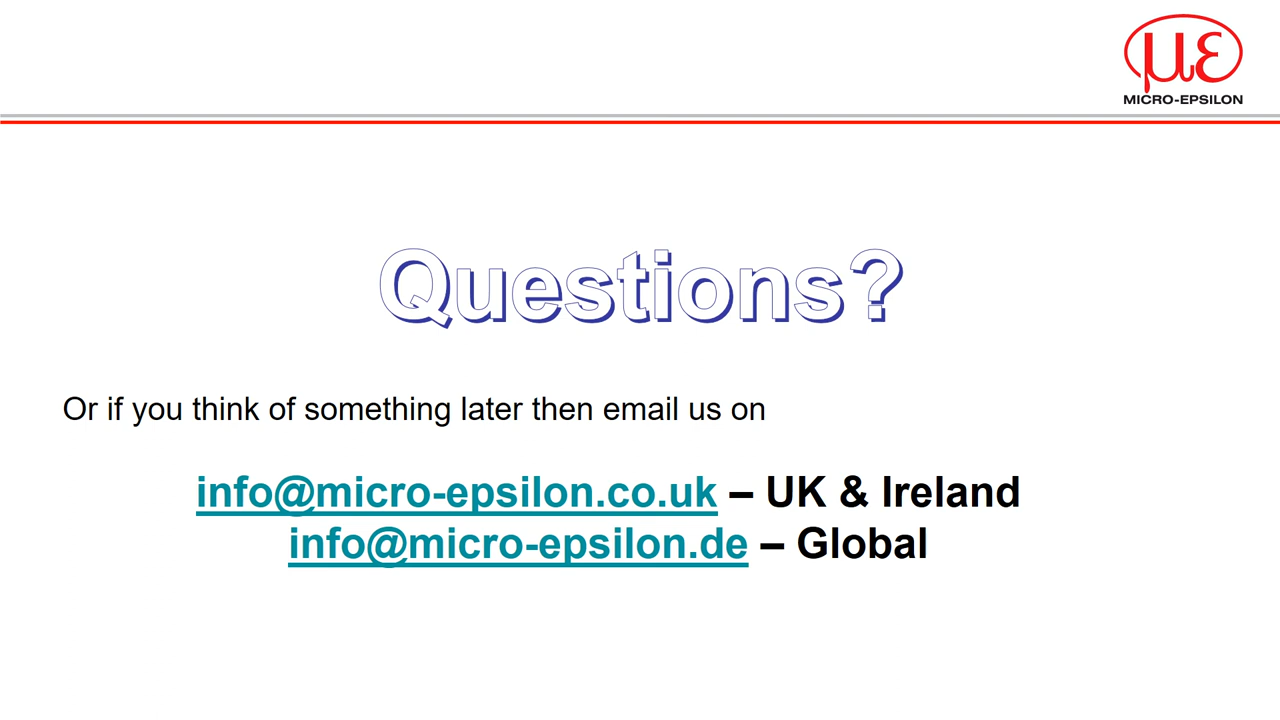 με
MICRO-EPSILON
Questions?
Or if you think of something later then email us on
info@micro-epsilon.co.uk – UK & Ireland
info@micro-epsilon.de – Global